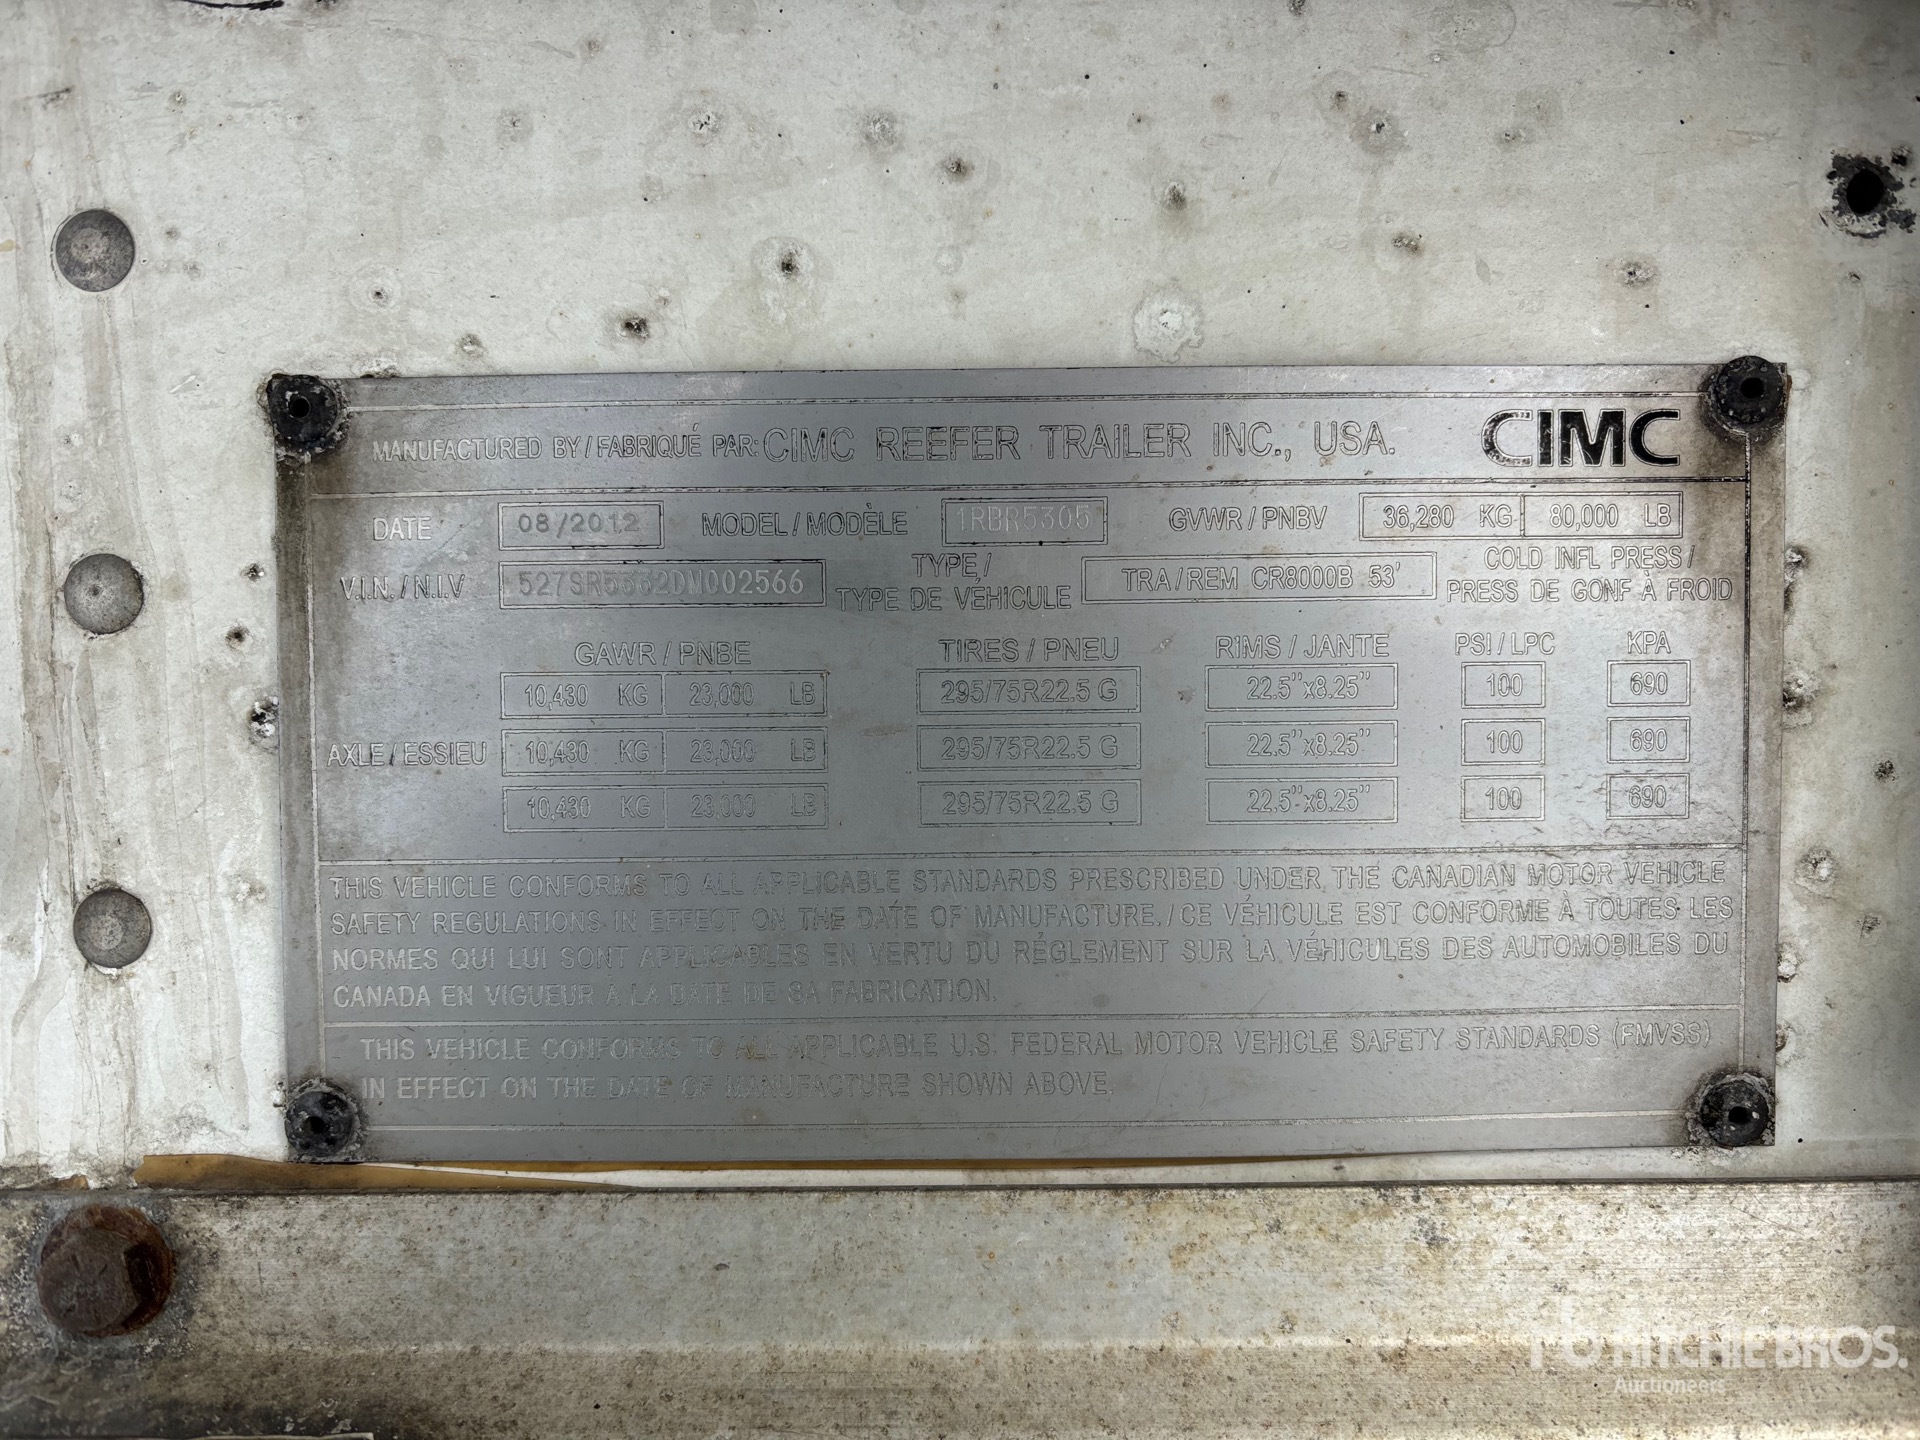 MANUFACTURED BY / FABRIQUÉ PAR: CIMC REEFER TRAILER INC., USA. CIMC
DATE 08/2012 MODEL / MODÈLE 1RBR5305 GVWR / PNBV 36,280 KG 80,000 LB
V.I.N. / N.I.V TYPE / TYPE DE VÉHICULE TRA/REM CR8000B 53' COLD INFL PRESS / PRESS DE GONF À FROID
GAWR / PNBE TIRES / PNEU RIMS / JANTE PSI / LPC KPA
10,430 KG 23,000 LB 295/75R22.5 G 22.5"x8.25" 100 690
AXLE / ESSIEU 10,430 KG 23,000 LB 295/75R22.5 G 22.5"x8.25" 100 690
10,430 KG 23,000 LB 295/75R22.5 G 22.5"x8.25" 100 690
THIS VEHICLE CONFORMS TO ALL APPLICABLE STANDARDS PRESCRIBED UNDER THE CANADIAN MOTOR VEHICLE
SAFETY REGULATIONS IN EFFECT ON THE DATE OF MANUFACTURE. / CE VÉHICULE EST CONFORME À TOUTES LES
NORMES QUI LUI SONT APPLICABLES EN VERTU DU RÉGLEMENT SUR LA VÉHICULES DES AUTOMOBILES DU
CANADA EN VIGUEUR À LA DATE DE SA FABRICATION.
THIS VEHICLE CONFORMS TO ALL APPLICABLE U.S. FEDERAL MOTOR VEHICLE SAFETY STANDARDS (FMVSS)
IN EFFECT ON THE DATE OF MANUFACTURE SHOWN ABOVE.
RITCHIE BROS.
Auctioneers